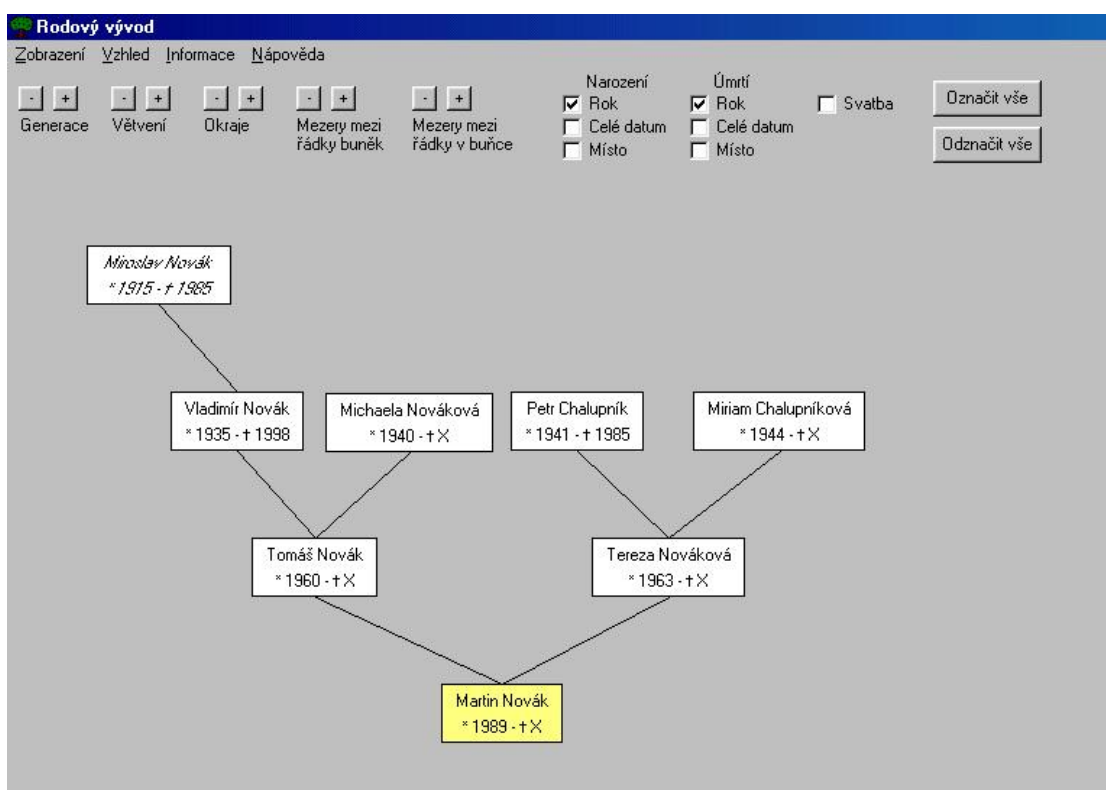 Rodový vývod
Zobrazení Vzhled Informace Nápověda
- + - + - + - + - +
Generace Větvení Okraje Mezery mezi řádky buněk Mezery mezi řádky v buňce
Narození
Rok
Celé datum
Místo
Úmrtí
Rok
Celé datum
Místo
Svatba
Označit vše
Odznačit vše
Miroslav Novák
* 1915 - † 1985
Vladimír Novák
* 1935 - † 1998
Michaela Nováková
* 1940 - † X
Petr Chalupník
* 1941 - † 1985
Miriam Chalupníková
* 1944 - † X
Tomáš Novák
* 1960 - † X
Tereza Nováková
* 1963 - † X
Martin Novák
* 1989 - † X